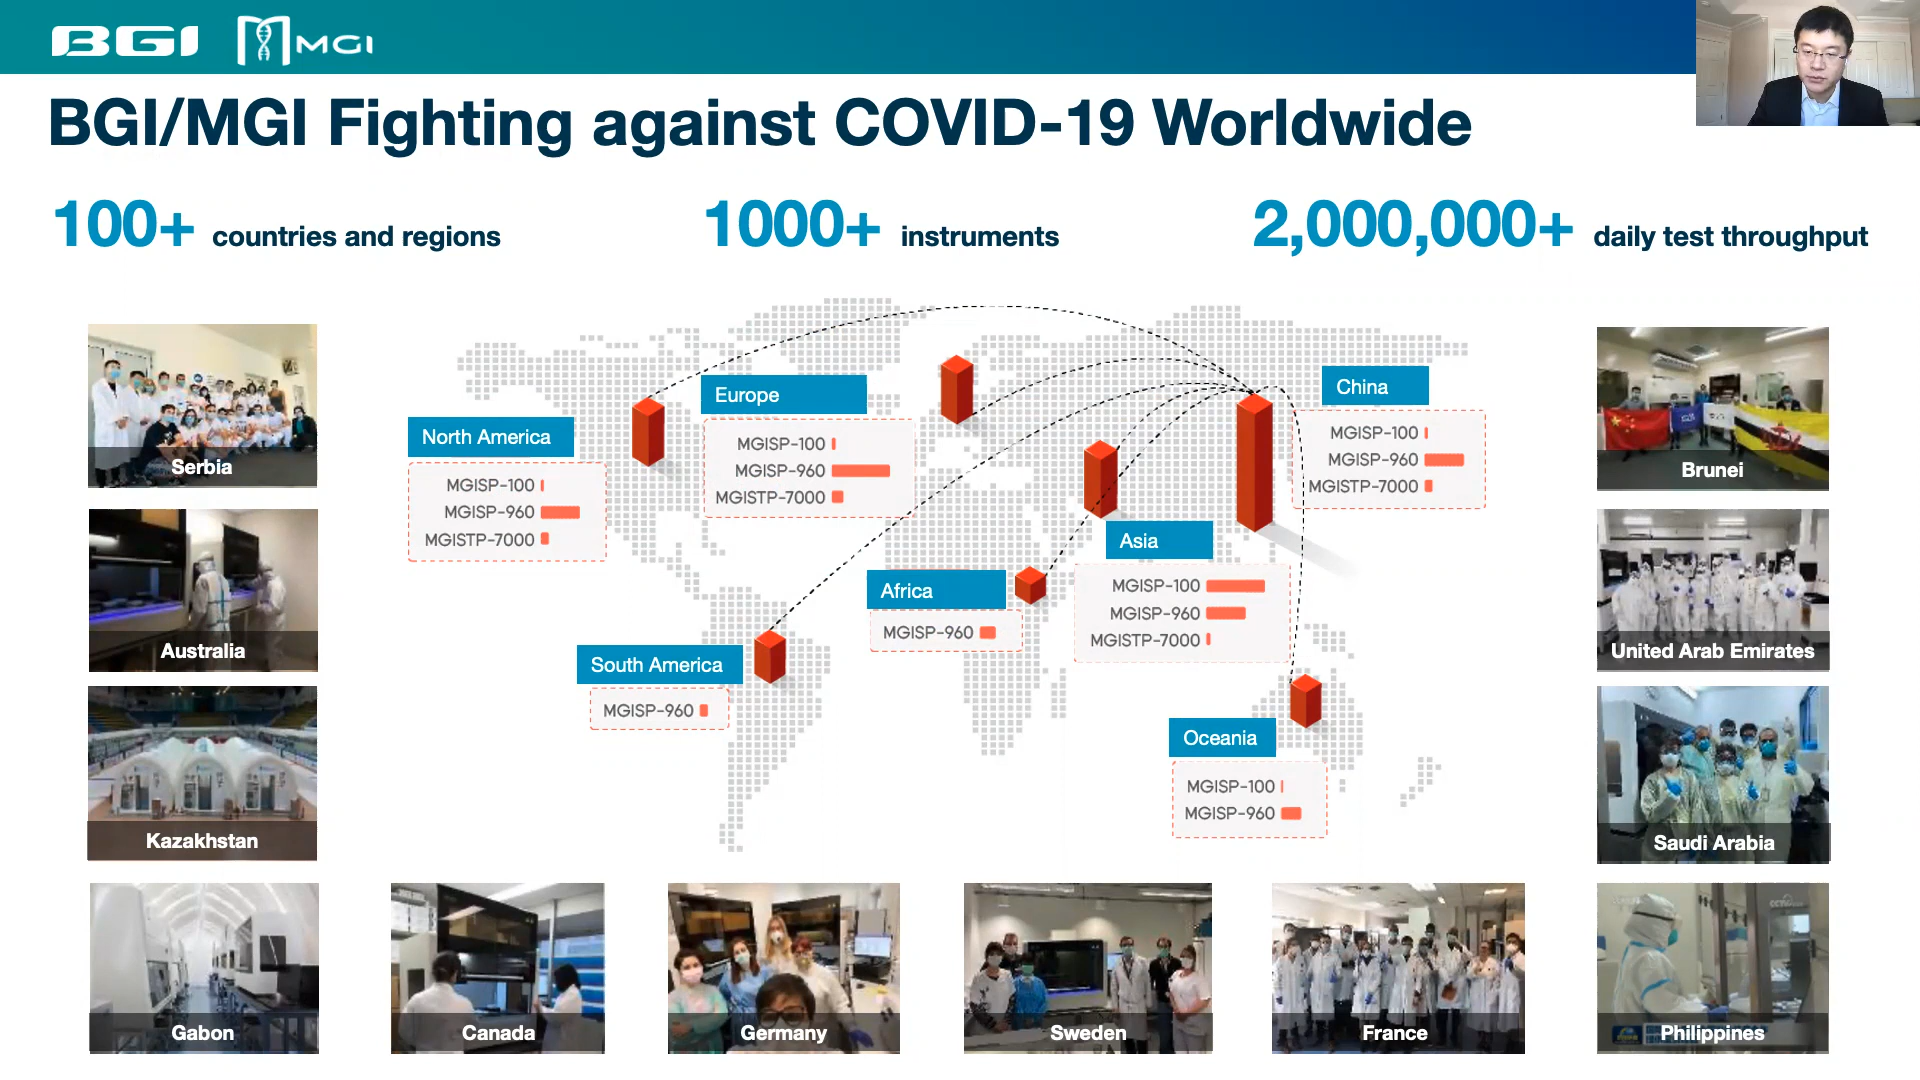 BGI MGI
BGI/MGI Fighting against COVID-19 Worldwide
100+ countries and regions
1000+ instruments
2,000,000+ daily test throughput
North America
MGISP-100
MGISP-960
MGISTP-7000
Europe
MGISP-100
MGISP-960
MGISTP-7000
China
MGISP-100
MGISP-960
MGISTP-7000
Asia
MGISP-100
MGISP-960
MGISTP-7000
Africa
MGISP-960
South America
MGISP-960
Oceania
MGISP-100
MGISP-960
Serbia
Australia
Kazakhstan
Brunei
United Arab Emirates
Saudi Arabia
Gabon
Canada
Germany
Sweden
France
Philippines